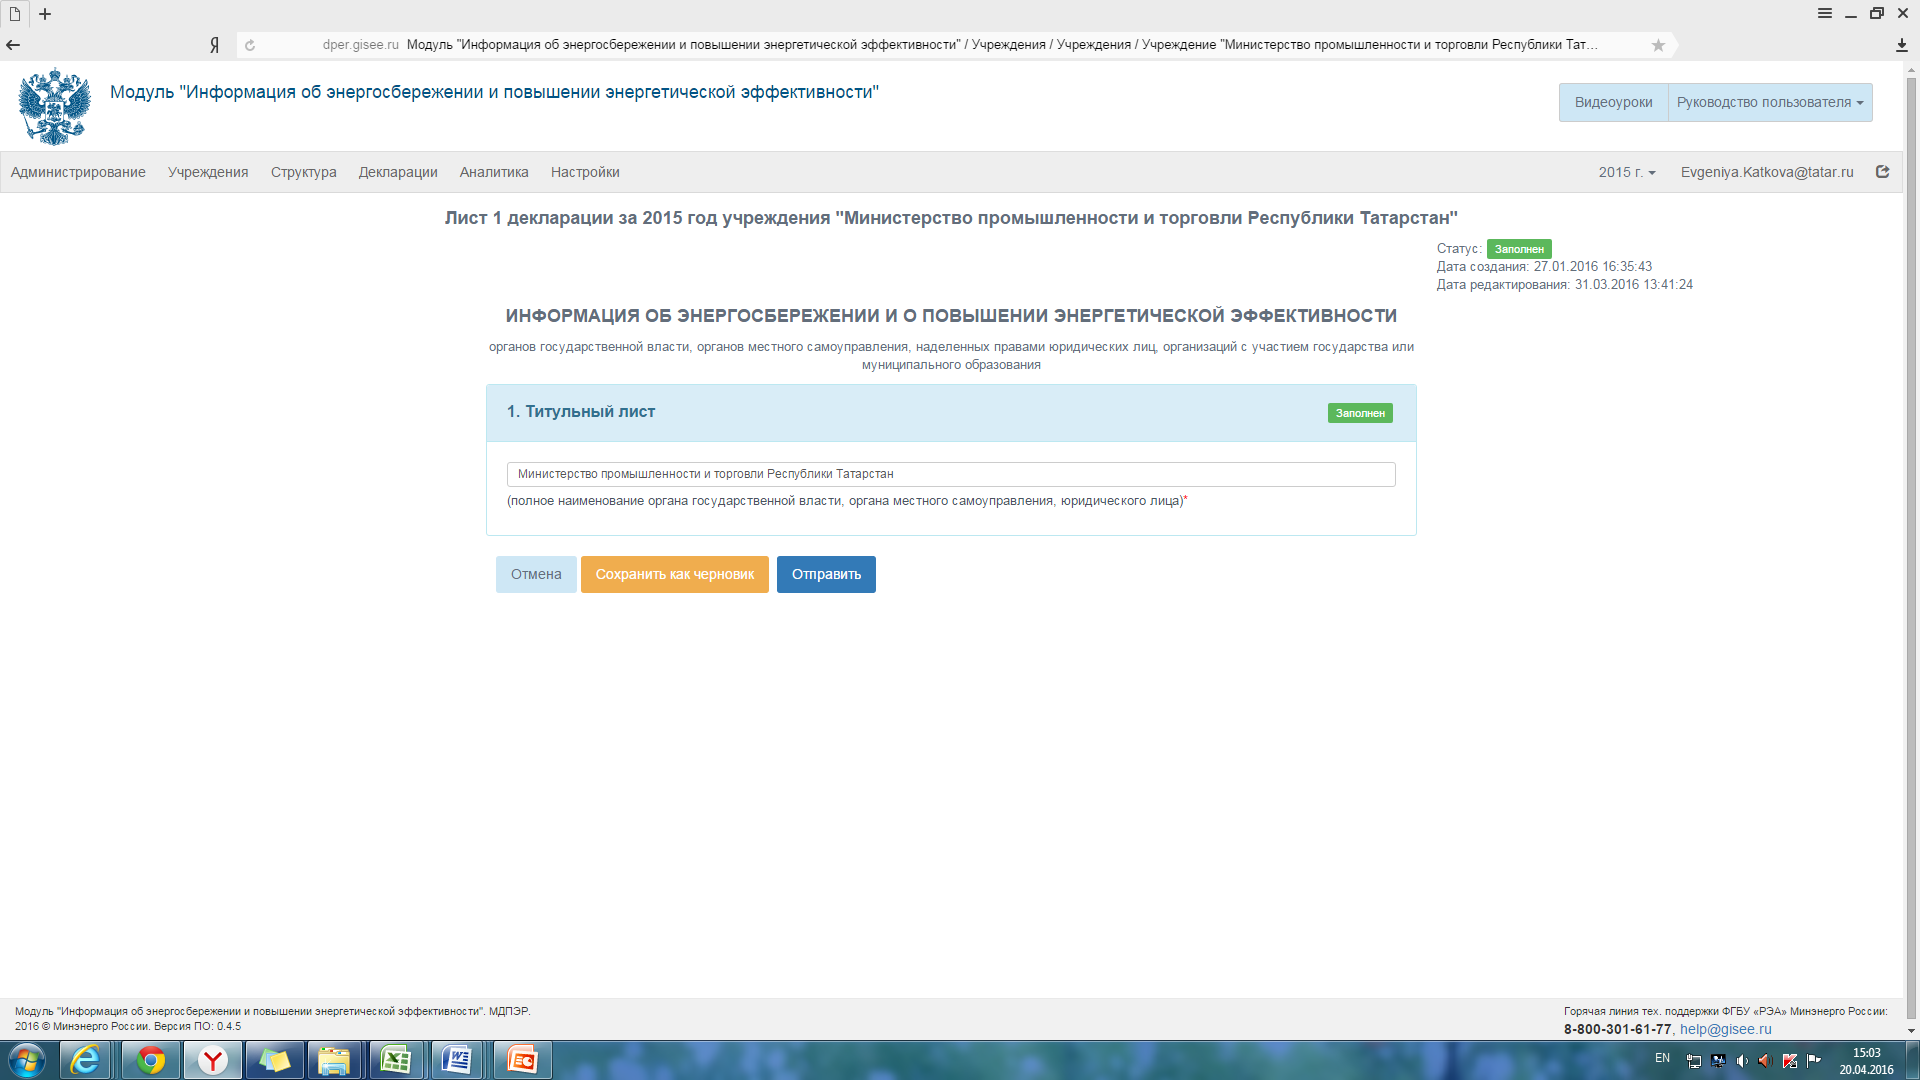 Я
dper.gisee.ru Модуль "Информация об энергосбережении и повышении энергетической эффективности" / Учреждения / Учреждения / Учреждение "Министерство промышленности и торговли Республики Тат...
Модуль "Информация об энергосбережении и повышении энергетической эффективности"
Видеоуроки Руководство пользователя
Администрирование Учреждения Структура Декларации Аналитика Настройки 2015 г. Evgeniya.Katkova@tatar.ru
Лист 1 декларации за 2015 год учреждения "Министерство промышленности и торговли Республики Татарстан"
Статус: Заполнен
Дата создания: 27.01.2016 16:35:43
Дата редактирования: 31.03.2016 13:41:24
ИНФОРМАЦИЯ ОБ ЭНЕРГОСБЕРЕЖЕНИИ И О ПОВЫШЕНИИ ЭНЕРГЕТИЧЕСКОЙ ЭФФЕКТИВНОСТИ
органов государственной власти, органов местного самоуправления, наделенных правами юридических лиц, организаций с участием государства или
муниципального образования
1. Титульный лист Заполнен
Министерство промышленности и торговли Республики Татарстан
(полное наименование органа государственной власти, органа местного самоуправления, юридического лица)*
Отмена Сохранить как черновик Отправить
Модуль "Информация об энергосбережении и повышении энергетической эффективности". МДПЭР.
2016 © Минэнерго России. Версия ПО: 0.4.5
Горячая линия тех. поддержки ФГБУ «РЭА» Минэнерго России:
8-800-301-61-77, help@gisee.ru
EN
15:03
20.04.2016